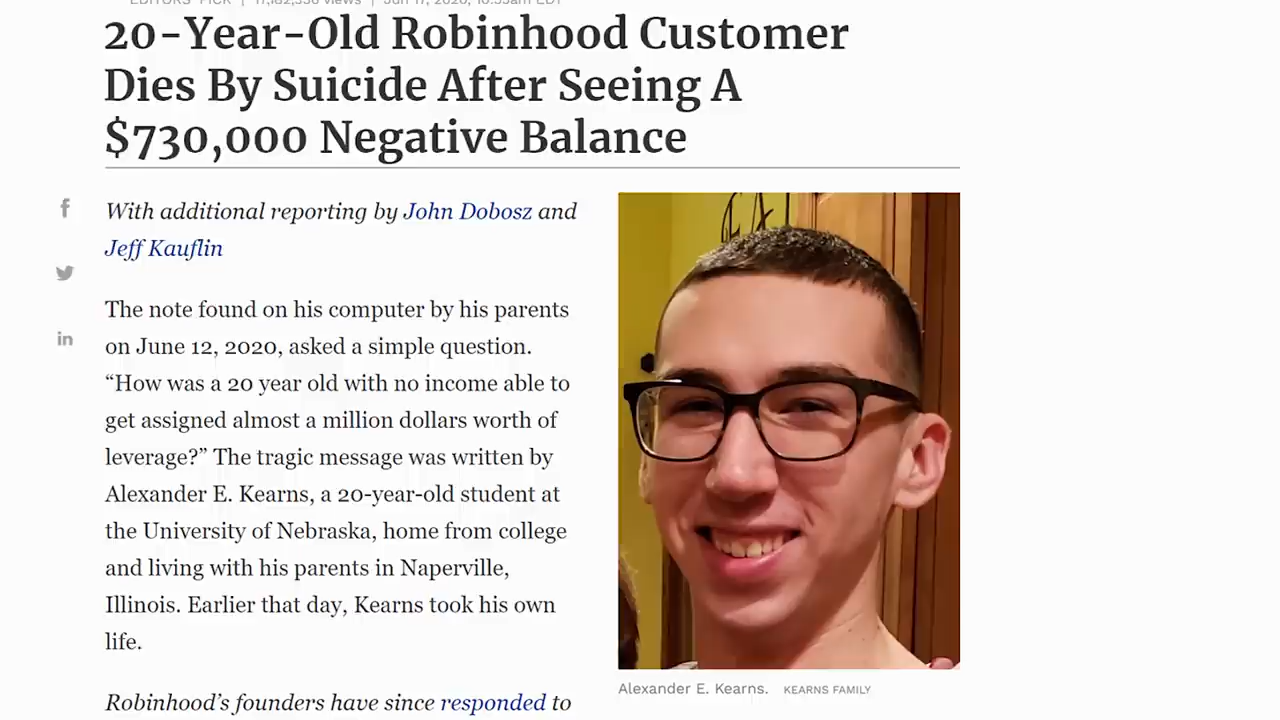 EDITORS' PICK | 17,182,336 views | Jun 17, 2020, 10:53am EDT
20-Year-Old Robinhood Customer
Dies By Suicide After Seeing A
$730,000 Negative Balance
With additional reporting by John Dobosz and
Jeff Kauflin
The note found on his computer by his parents
on June 12, 2020, asked a simple question.
“How was a 20 year old with no income able to
get assigned almost a million dollars worth of
leverage?” The tragic message was written by
Alexander E. Kearns, a 20-year-old student at
the University of Nebraska, home from college
and living with his parents in Naperville,
Illinois. Earlier that day, Kearns took his own
life.
Robinhood’s founders have since responded to
Alexander E. Kearns. KEARNS FAMILY